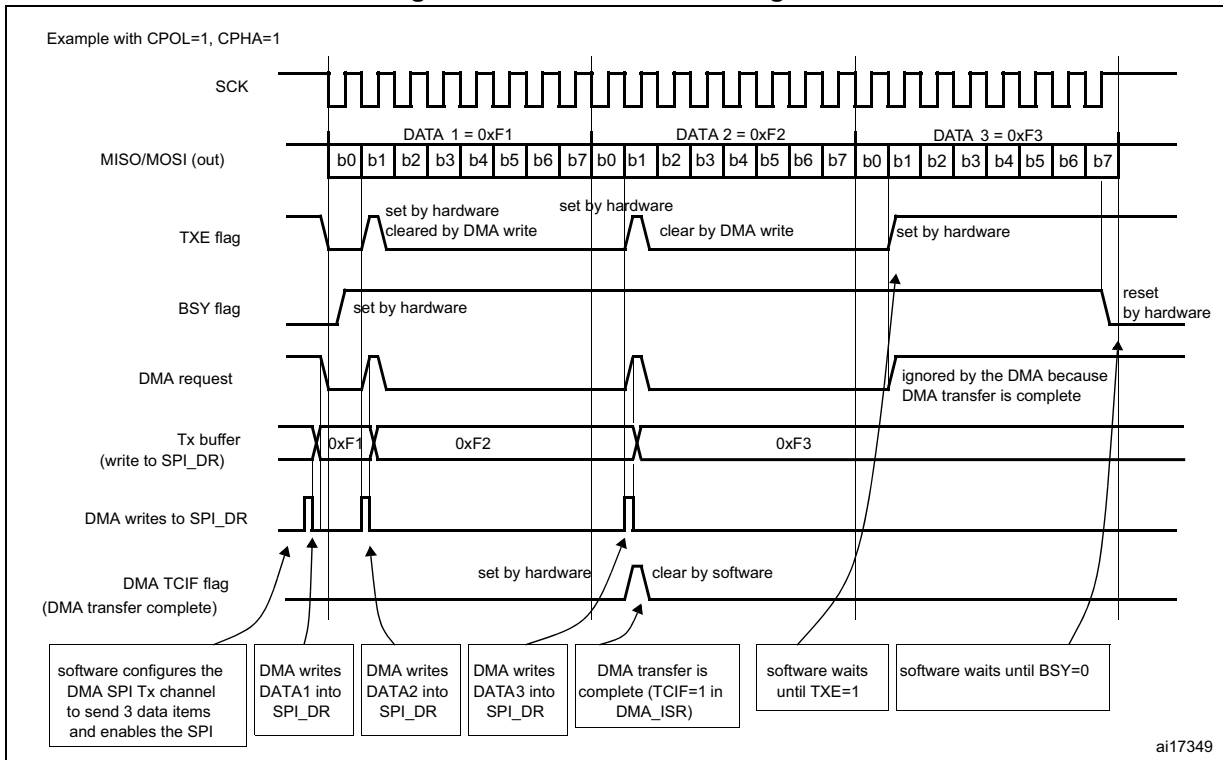 Example with CPOL=1, CPHA=1
SCK
DATA 1 = 0xF1
DATA 2 = 0xF2
DATA 3 = 0xF3
MISO/MOSI (out)
b0 b1 b2 b3 b4 b5 b6 b7 b0 b1 b2 b3 b4 b5 b6 b7 b0 b1 b2 b3 b4 b5 b6 b7
TXE flag
set by hardware
cleared by DMA write
set by hardware
clear by DMA write
set by hardware
BSY flag
set by hardware
reset
by hardware
DMA request
ignored by the DMA because
DMA transfer is complete
Tx buffer
(write to SPI_DR)
0xF1
0xF2
0xF3
DMA writes to SPI_DR
DMA TCIF flag
(DMA transfer complete)
set by hardware
clear by software
software configures the
DMA SPI Tx channel
to send 3 data items
and enables the SPI
DMA writes
DATA1 into
SPI_DR
DMA writes
DATA2 into
SPI_DR
DMA writes
DATA3 into
SPI_DR
DMA transfer is
complete (TCIF=1 in
DMA_ISR)
software waits
until TXE=1
software waits until BSY=0
ai17349